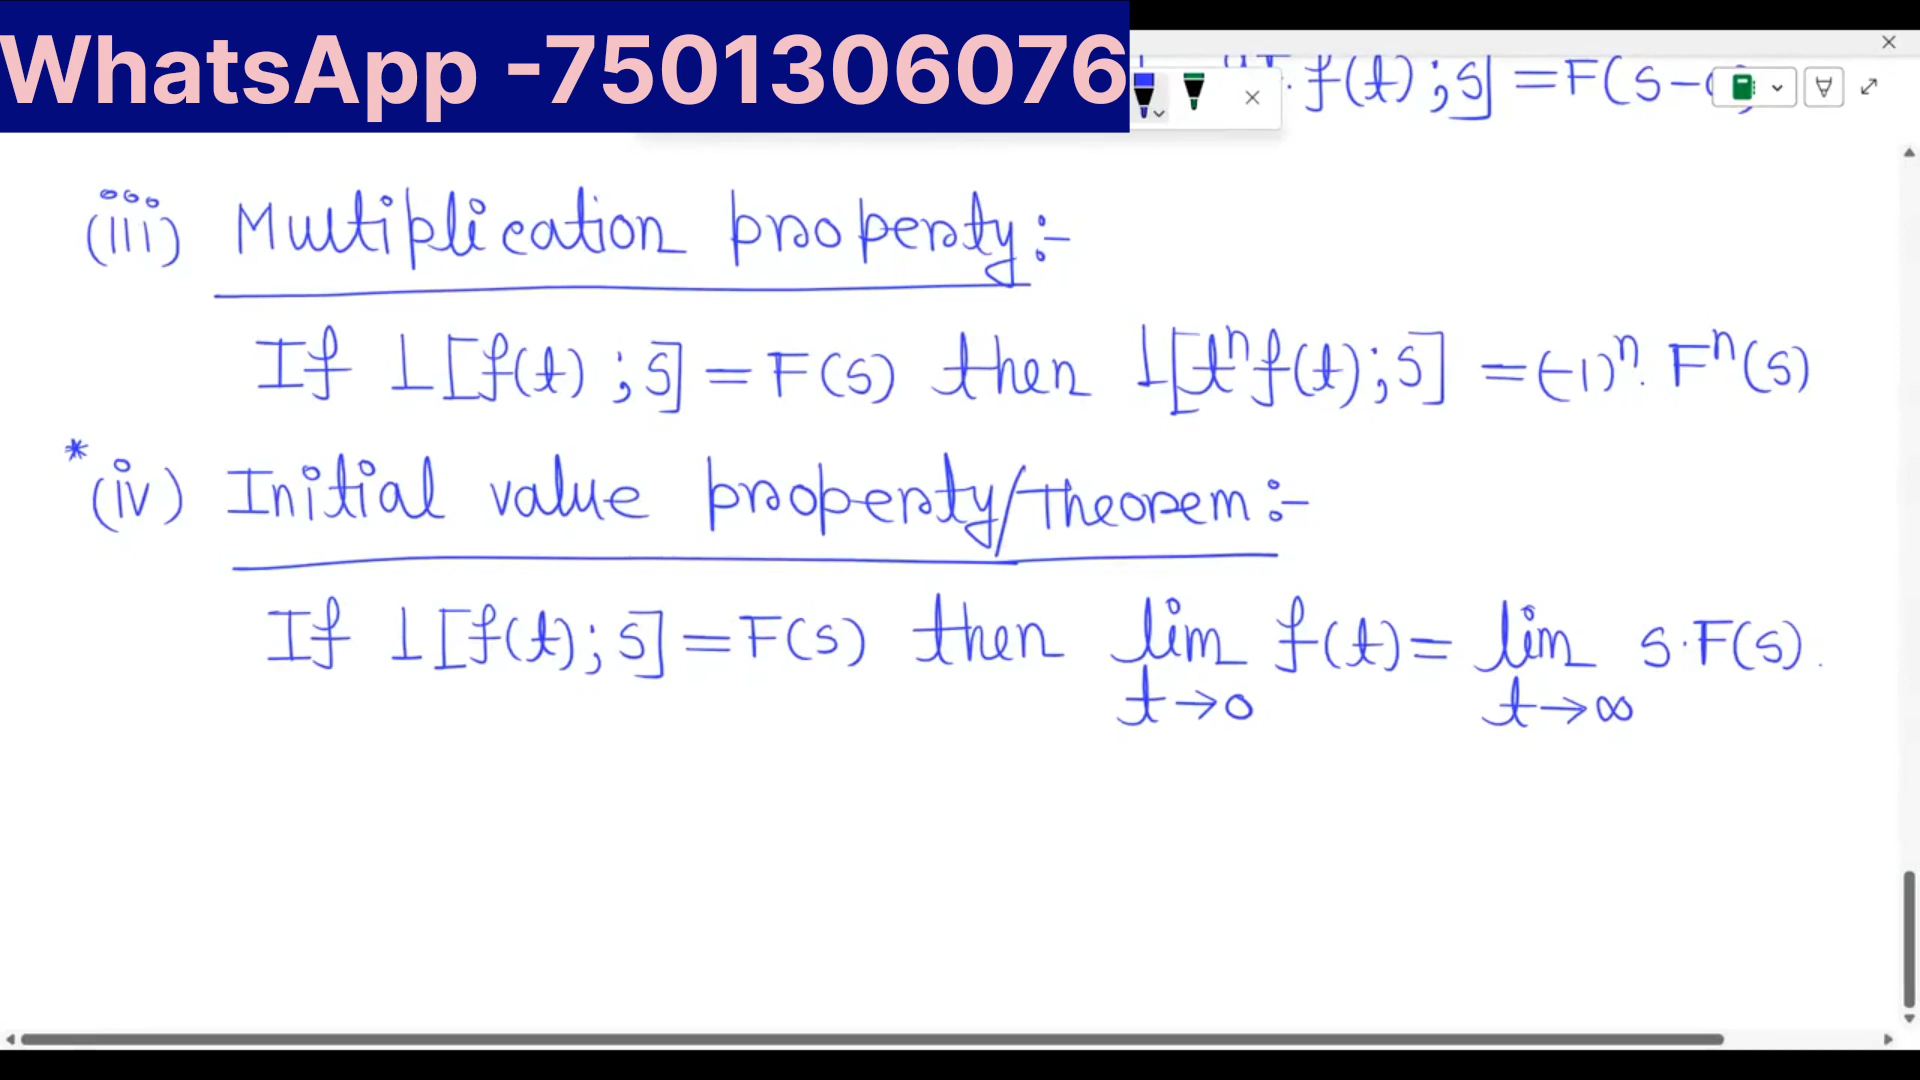 WhatsApp -7501306076
f(t) ; s] = F(s-
(iii) Multiplication property :-
If L[f(t) ; s] = F(s) then L[tⁿf(t) ; s] = (-1)ⁿ. Fⁿ(s)
* (iv) Initial value property/Theorem :-
If L[f(t) ; s] = F(s) then lim t→0 f(t) = lim t→∞ s·F(s).